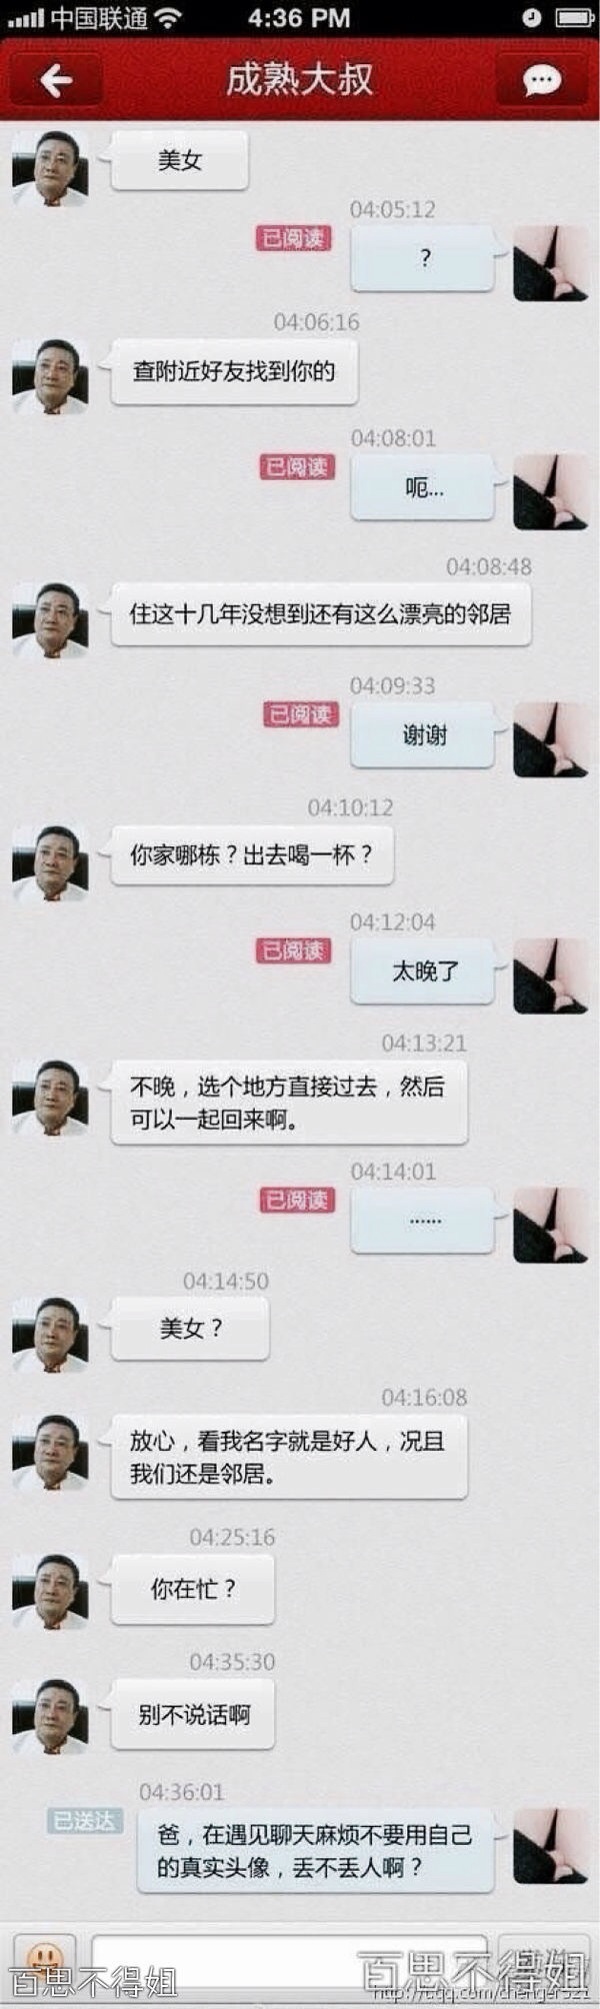 中国联通 4:36 PM
成熟大叔
美女
04:05:12
已阅读
?
04:06:16
查附近好友找到你的
04:08:01
已阅读
呃...
04:08:48
住这十几年没想到还有这么漂亮的邻居
04:09:33
已阅读
谢谢
04:10:12
你家哪栋？出去喝一杯？
04:12:04
已阅读
太晚了
04:13:21
不晚，选个地方直接过去，然后
可以一起回来啊。
04:14:01
已阅读
......
04:14:50
美女？
04:16:08
放心，看我名字就是好人，况且
我们还是邻居。
04:25:16
你在忙？
04:35:30
别不说话啊
04:36:01
已送达
爸，在遇见聊天麻烦不要用自己
的真实头像，丢不丢人啊？
百思不得姐
百思不得姐